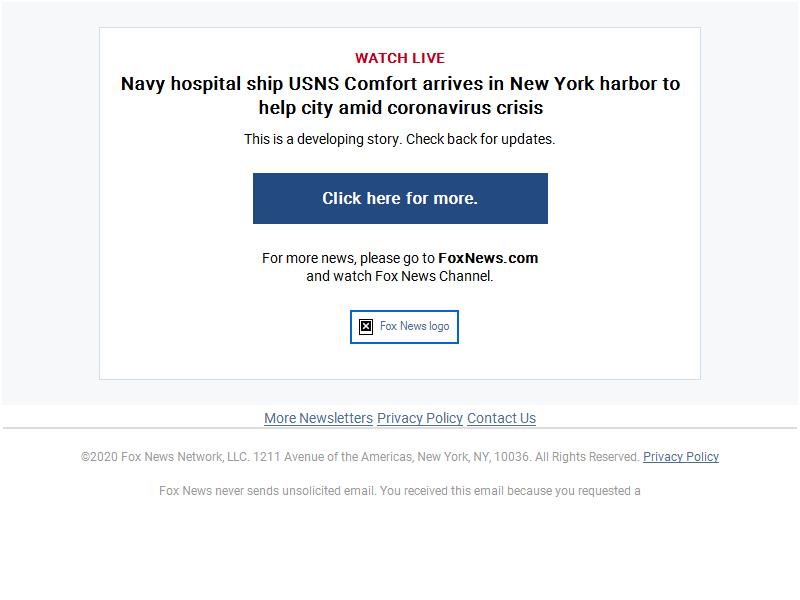 WATCH LIVE
Navy hospital ship USNS Comfort arrives in New York harbor to
help city amid coronavirus crisis
This is a developing story. Check back for updates.
Click here for more.
For more news, please go to FoxNews.com
and watch Fox News Channel.
Fox News logo
More Newsletters Privacy Policy Contact Us
©2020 Fox News Network, LLC. 1211 Avenue of the Americas, New York, NY, 10036. All Rights Reserved. Privacy Policy
Fox News never sends unsolicited email. You received this email because you requested a